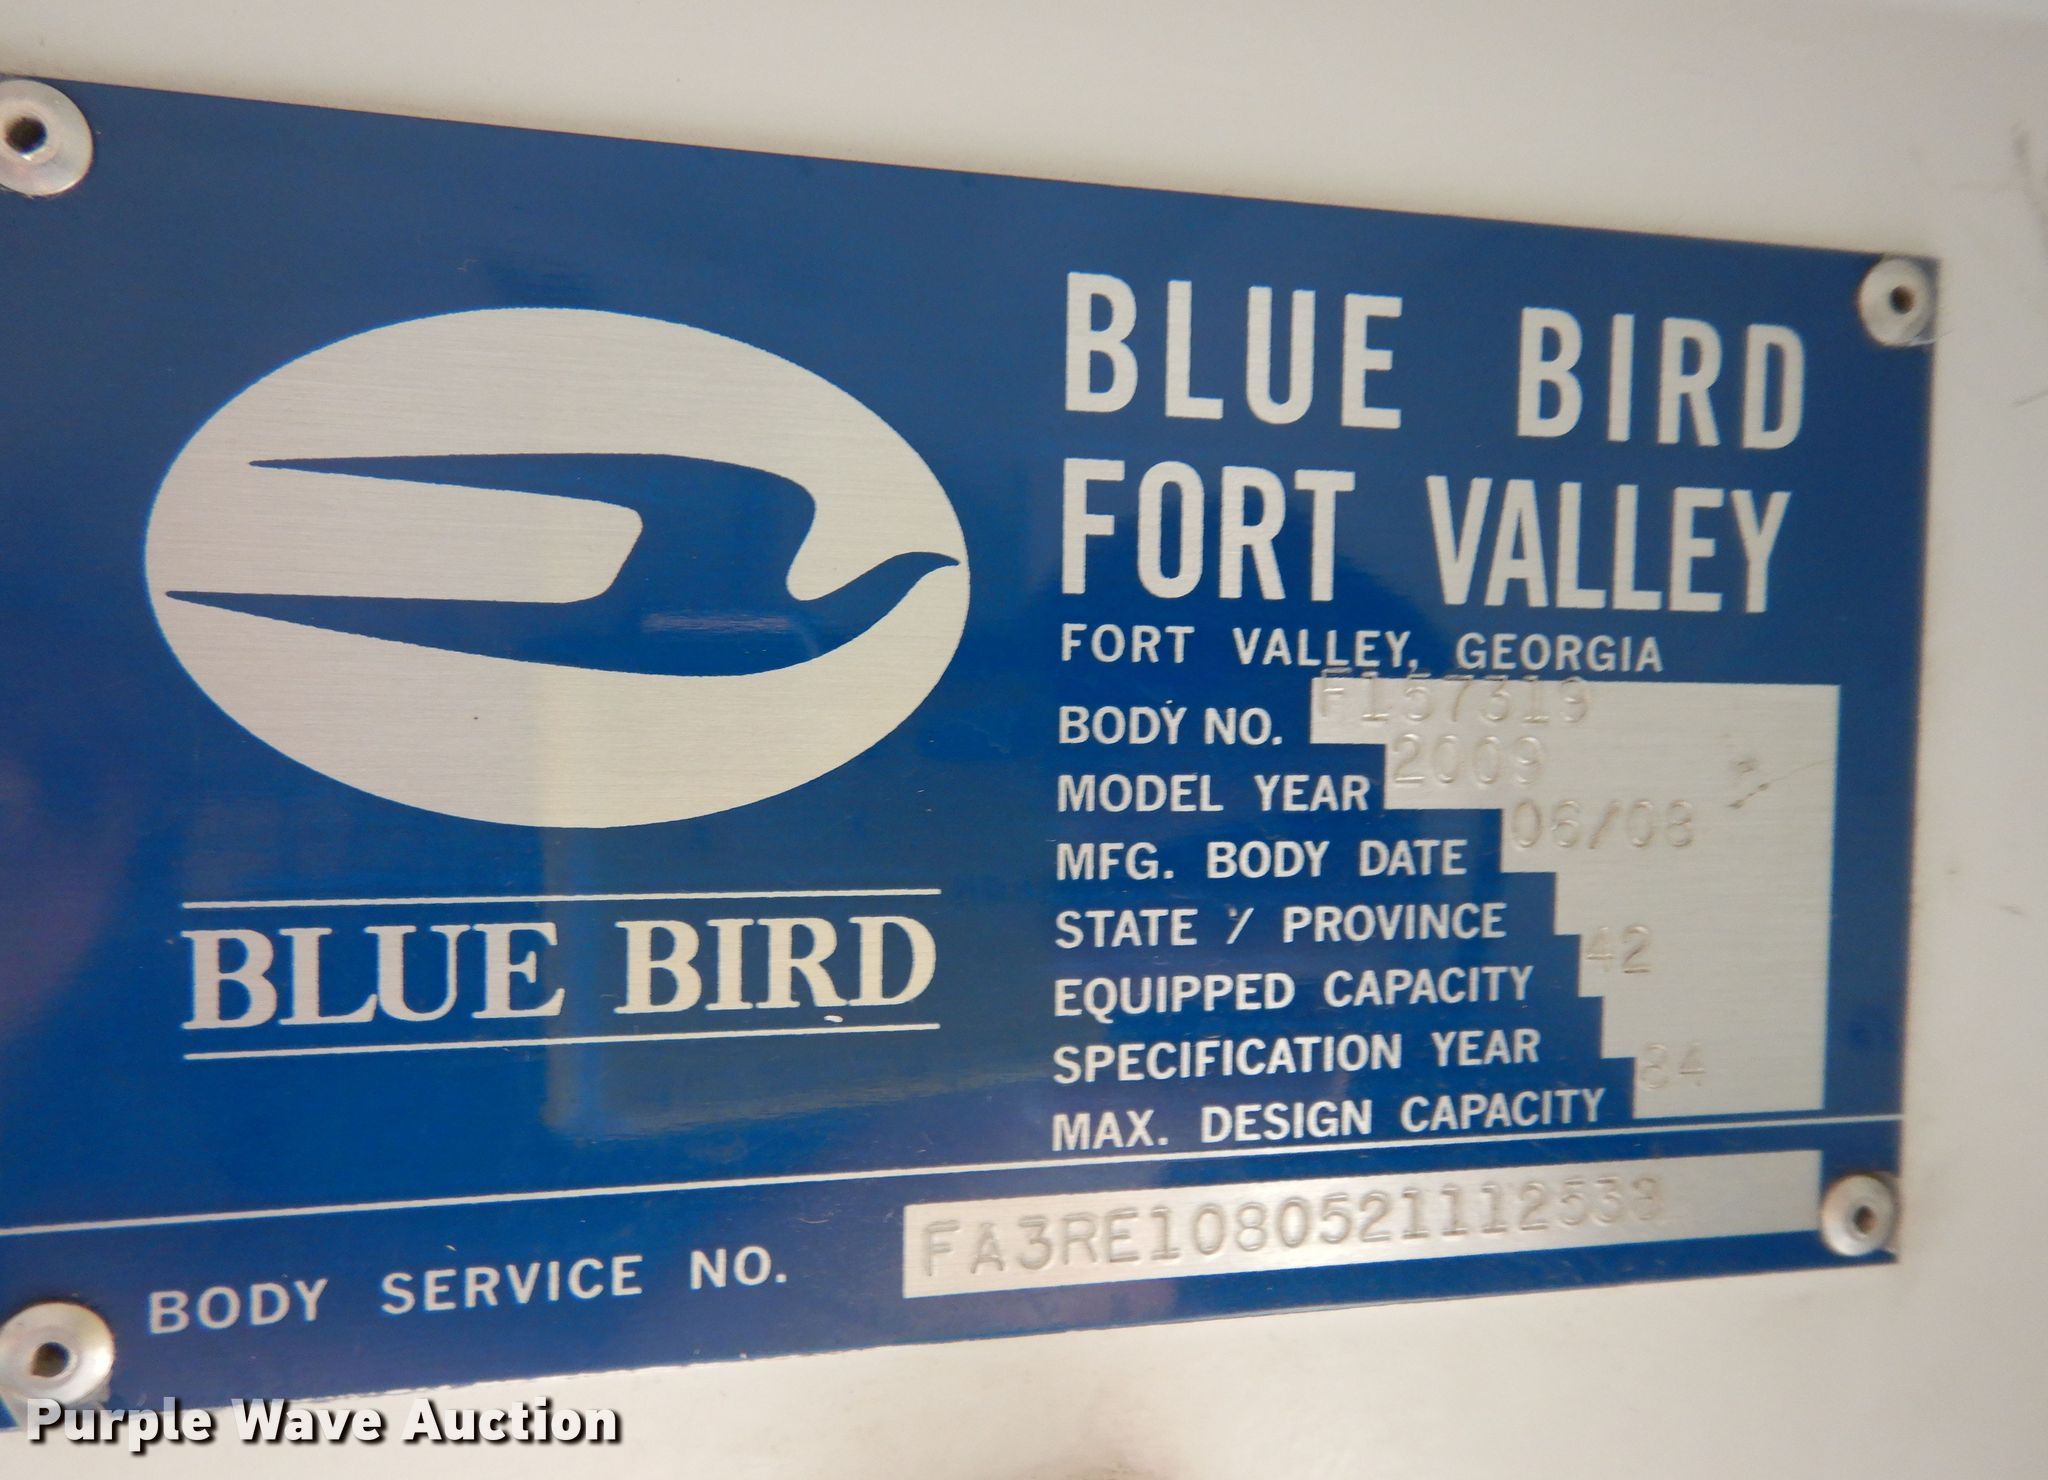 BLUE BIRD
FORT VALLEY
FORT VALLEY, GEORGIA
BODY NO. F157319
MODEL YEAR 2009
MFG. BODY DATE 06/08
STATE / PROVINCE
EQUIPPED CAPACITY 42
SPECIFICATION YEAR
MAX. DESIGN CAPACITY 84
BLUE BIRD
BODY SERVICE NO. FA3RE10805211112538
Purple Wave Auction